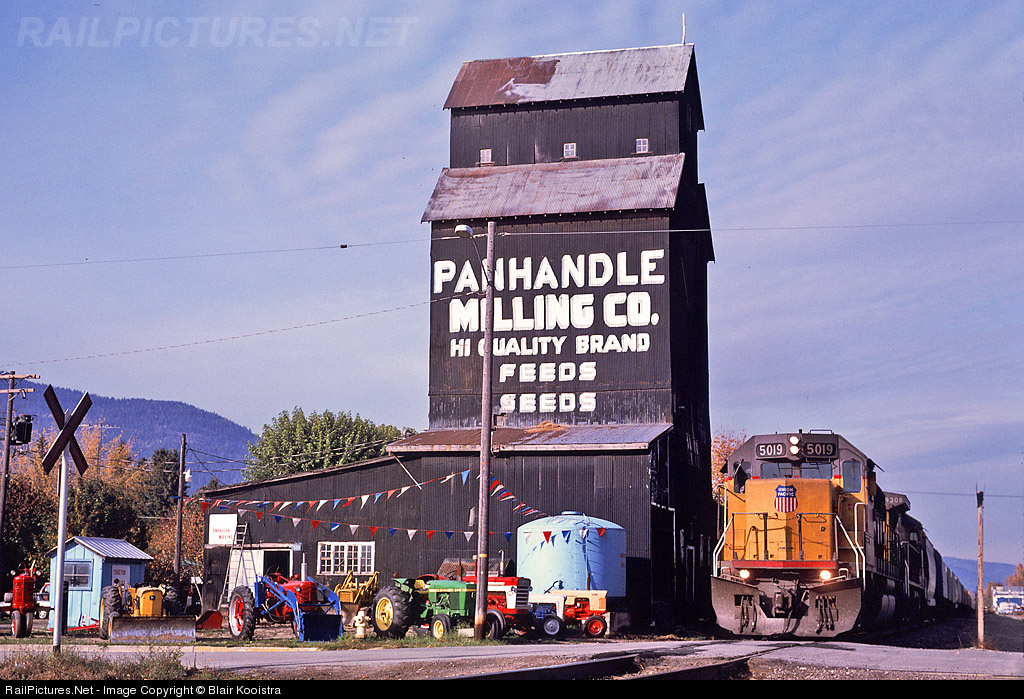 RAILPICTURES.NET
PANHANDLE
MILLING CO.
HI QUALITY BRAND
FEEDS
SEEDS
5019 5019
UNION
PACIFIC
RailPictures.Net - Image Copyright © Blair Kooistra